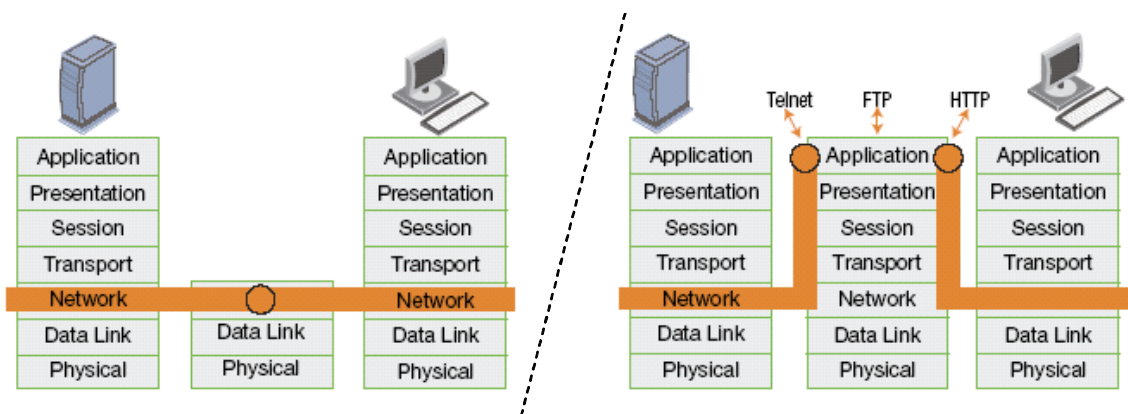 Application
Presentation
Session
Transport
Network
Data Link
Physical
Data Link
Physical
Application
Presentation
Session
Transport
Network
Data Link
Physical
Telnet
FTP
HTTP
Application
Presentation
Session
Transport
Network
Data Link
Physical
Application
Presentation
Session
Transport
Network
Data Link
Physical
Application
Presentation
Session
Transport
Data Link
Physical